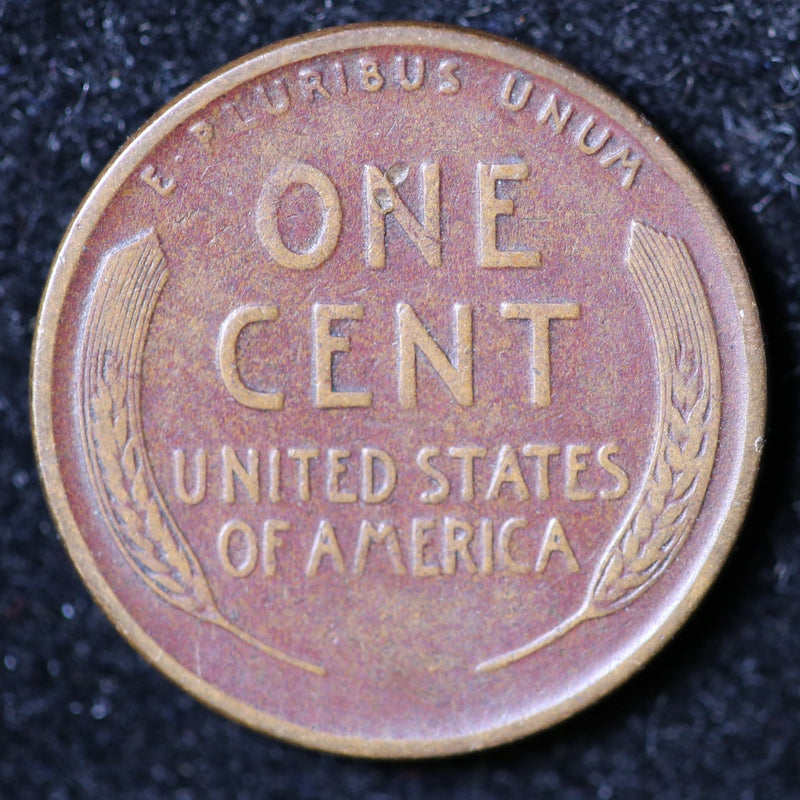 E · PLURIBUS UNUM
ONE
CENT
UNITED STATES
OF AMERICA